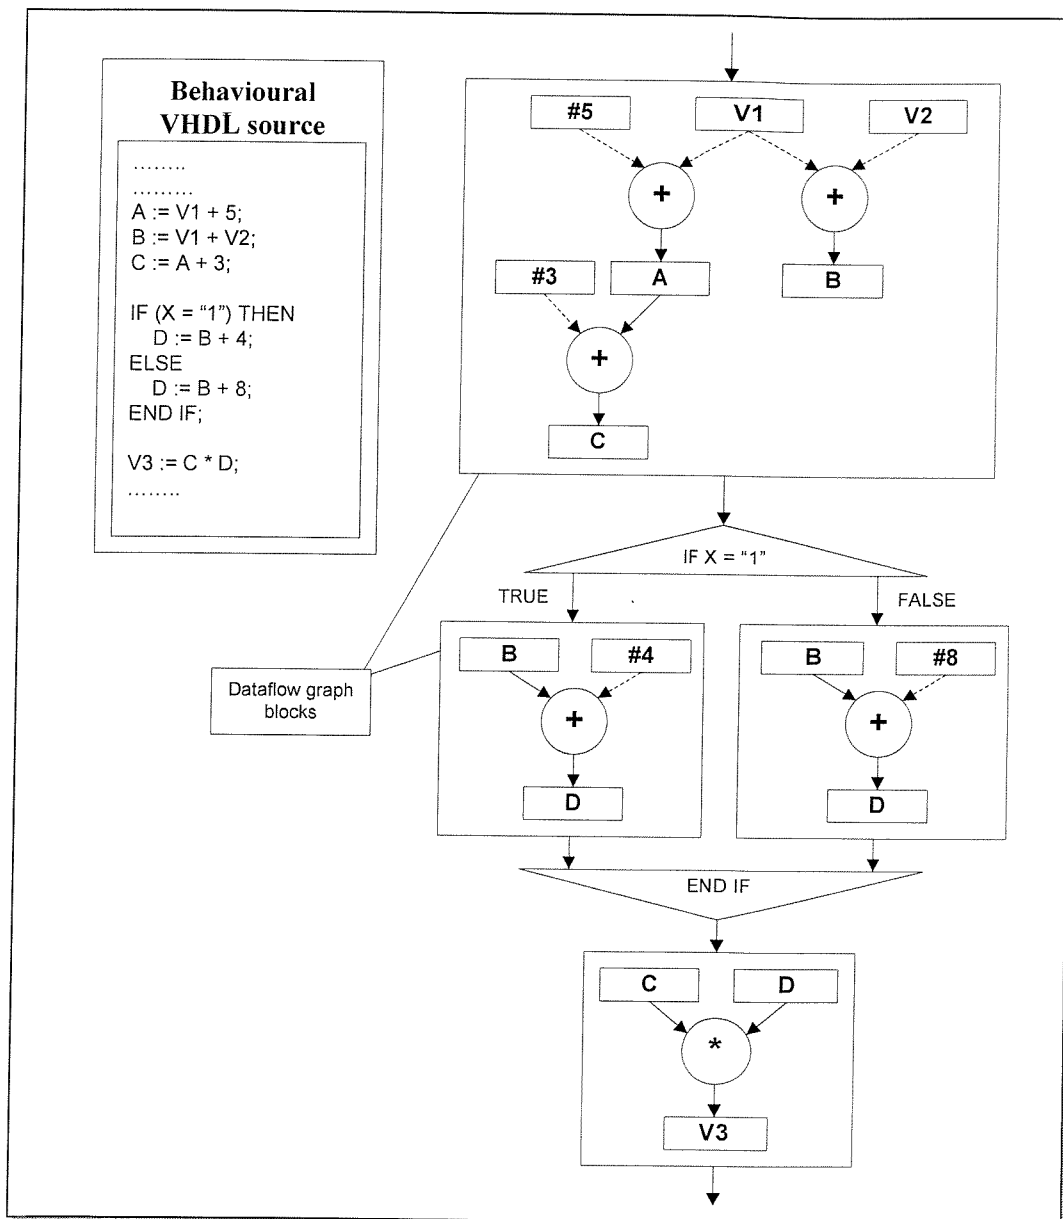 Behavioural
VHDL source
........
.........
A := V1 + 5;
B := V1 + V2;
C := A + 3;
IF (X = “1”) THEN
D := B + 4;
ELSE
D := B + 8;
END IF;
V3 := C * D;
........
#5
V1
V2
+
+
#3
A
B
+
C
IF X = “1”
TRUE
FALSE
B
#4
B
#8
Dataflow graph
blocks
+
+
D
D
END IF
C
D
*
V3